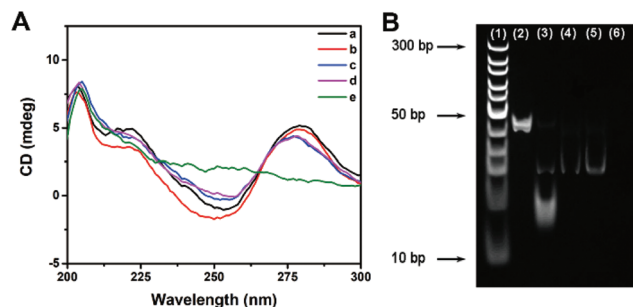 A
B
a
b
c
d
e
10
5
0
-5
200
225
250
275
300
CD (mdeg)
Wavelength (nm)
(1) (2) (3) (4) (5) (6)
300 bp
50 bp
10 bp